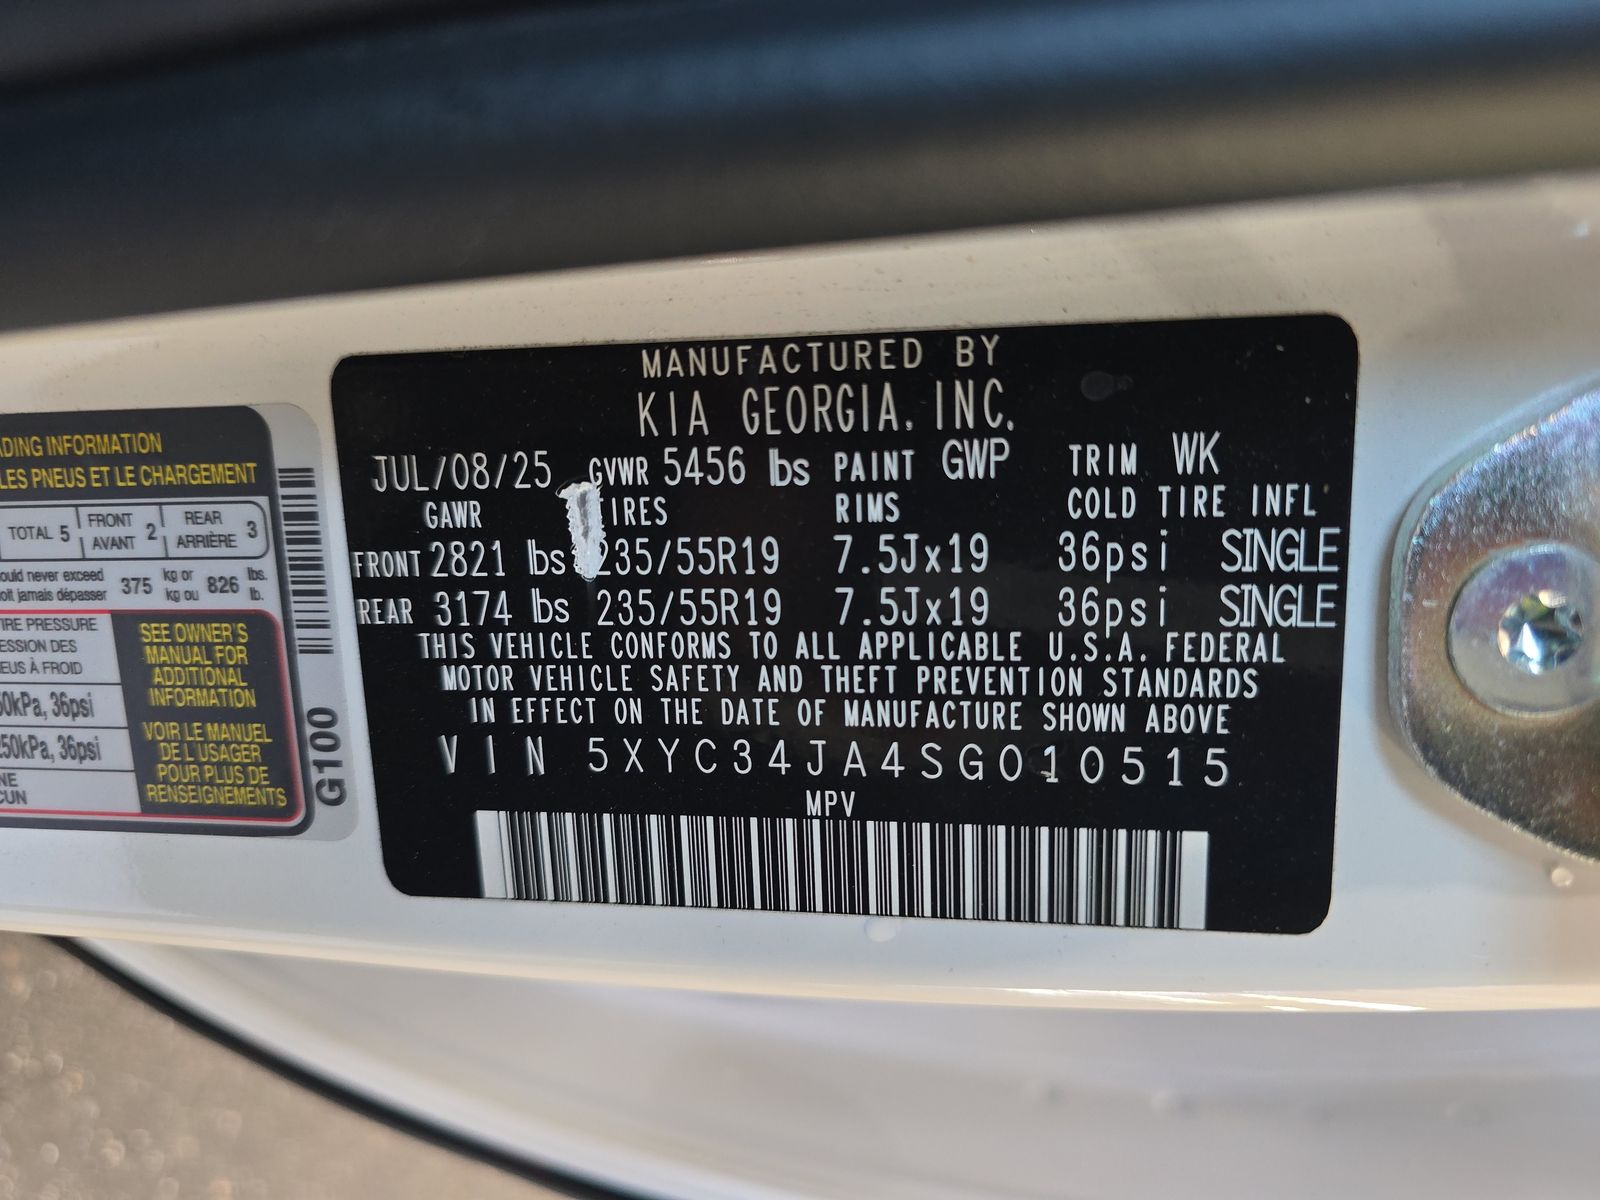 MANUFACTURED BY
KIA GEORGIA, INC.
JUL/08/25 GVWR 5456 lbs PAINT GWP TRIM WK
GAWR IRES RIMS COLD TIRE INFL
FRONT 2821 lbs 235/55R19 7.5Jx19 36psi SINGLE
REAR 3174 lbs 235/55R19 7.5Jx19 36psi SINGLE
THIS VEHICLE CONFORMS TO ALL APPLICABLE U.S.A. FEDERAL
MOTOR VEHICLE SAFETY AND THEFT PREVENTION STANDARDS
IN EFFECT ON THE DATE OF MANUFACTURE SHOWN ABOVE
VIN 5XYC34JA4SG010515
MPV
ADING INFORMATION
LES PNEUS ET LE CHARGEMENT
TOTAL 5 FRONT AVANT 2 REAR ARRIÈRE 3
ould never exceed
oit jamais dépasser 375 kg or kg ou 826 lbs. lb.
IRE PRESSURE
ESSION DES
EUS À FROID
50kPa, 36psi
250kPa, 36psi
NE
CUN
SEE OWNER'S
MANUAL FOR
ADDITIONAL
INFORMATION
VOIR LE MANUEL
DE L'USAGER
POUR PLUS DE
RENSEIGNEMENTS
G100